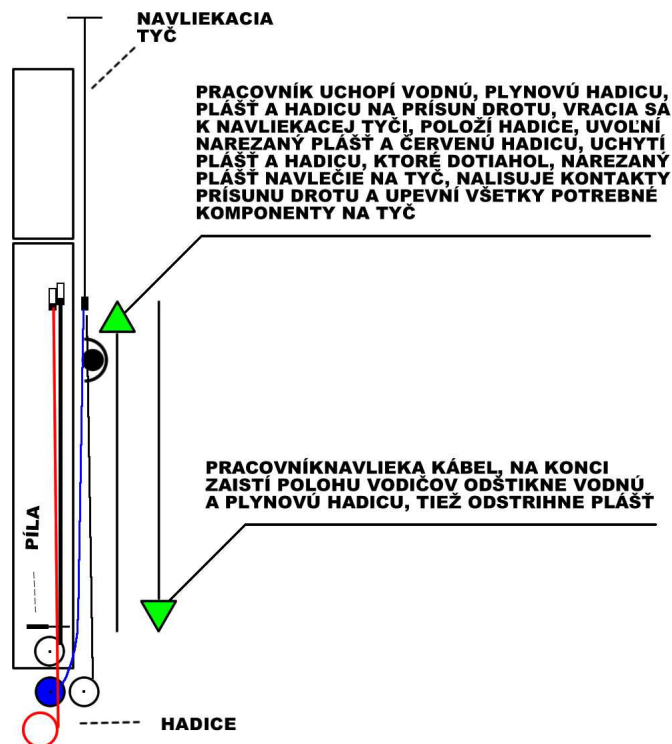 NAVLIEKACIA
TYČ
PRACOVNÍK UCHOPÍ VODNÚ, PLYNOVÚ HADICU,
PLÁŠŤ A HADICU NA PRÍSUN DROTU, VRACIA SA
K NAVLIEKACEJ TYČI, POLOŽÍ HADICE, UVOĽNÍ
NAREZANÝ PLÁŠŤ A ČERVENÚ HADICU, UCHYTÍ
PLÁŠŤ A HADICU, KTORÉ DOTIAHOL, NAREZANÝ
PLÁŠŤ NAVLEČIE NA TYČ, NALISUJE KONTAKTY
PRÍSUNU DROTU A UPEVNÍ VŠETKY POTREBNÉ
KOMPONENTY NA TYČ
PRACOVNÍKNAVLIEKA KÁBEL, NA KONCI
ZAISTÍ POLOHU VODIČOV ODŠTIKNE VODNÚ
A PLYNOVÚ HADICU, TIEŽ ODSTRIHNE PLÁŠŤ
PÍLA
HADICE